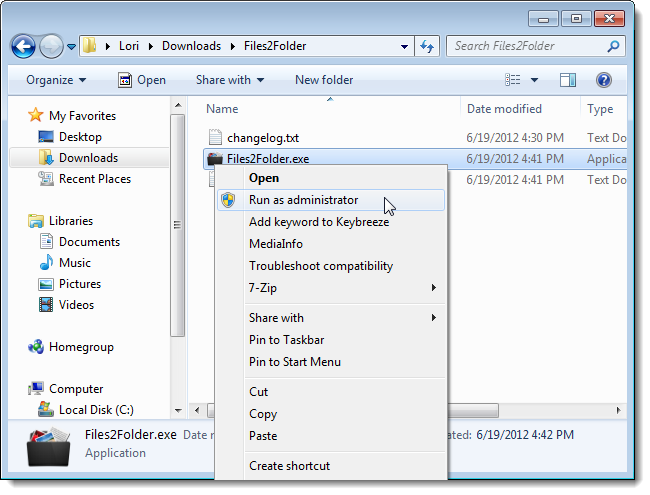 Lori Downloads Files2Folder Search Files2Folder
Organize Open Share with New folder
My Favorites
Desktop
Downloads
Recent Places
Libraries
Documents
Music
Pictures
Videos
Homegroup
Computer
Local Disk (C:)
Name Date modified Type
changelog.txt 6/19/2012 4:30 PM Text Do
Files2Folder.exe 6/19/2012 4:41 PM Applica
6/19/2012 4:41 PM Text Do
Open
Run as administrator
Add keyword to Keybreeze
MediaInfo
Troubleshoot compatibility
7-Zip
Share with
Pin to Taskbar
Pin to Start Menu
Cut
Copy
Paste
Create shortcut
Files2Folder.exe Date ated: 6/19/2012 4:42 PM
Application